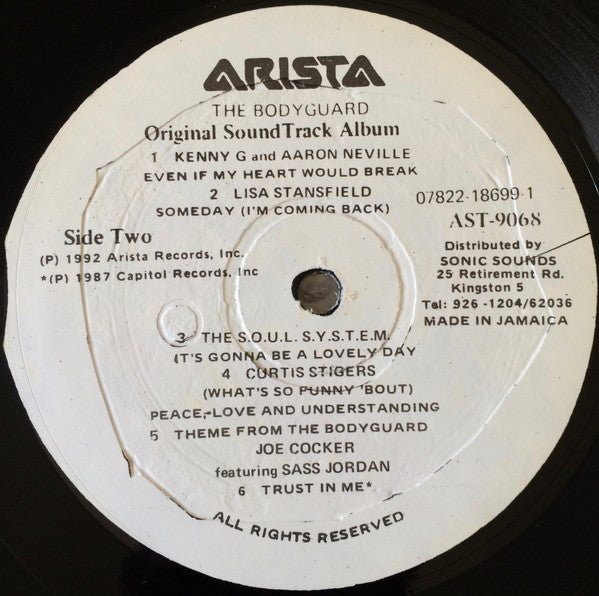 ARISTA
THE BODYGUARD
Original SoundTrack Album
1 KENNY G and AARON NEVILLE
EVEN IF MY HEART WOULD BREAK
2 LISA STANSFIELD
SOMEDAY (I'M COMING BACK)
07822-18699-1
AST-9068
Side Two
(P) 1992 Arista Records, Inc.
*(P) 1987 Capitol Records, Inc
Distributed by
SONIC SOUNDS
25 Retirement Rd.
Kingston 5
Tel: 926 -1204/62036
MADE IN JAMAICA
3 THE S.O.U.L. S.Y.S.T.E.M.
(T'S GONNA BE A LOVELY DAY
4 CURTIS STIGERS
(WHAT'S SO FUNNY 'BOUT)
PEACE, LOVE AND UNDERSTANDING
5 THEME FROM THE BODYGUARD
JOE COCKER
featuring SASS JORDAN
6 TRUST IN ME*
ALL RIGHTS RESERVED